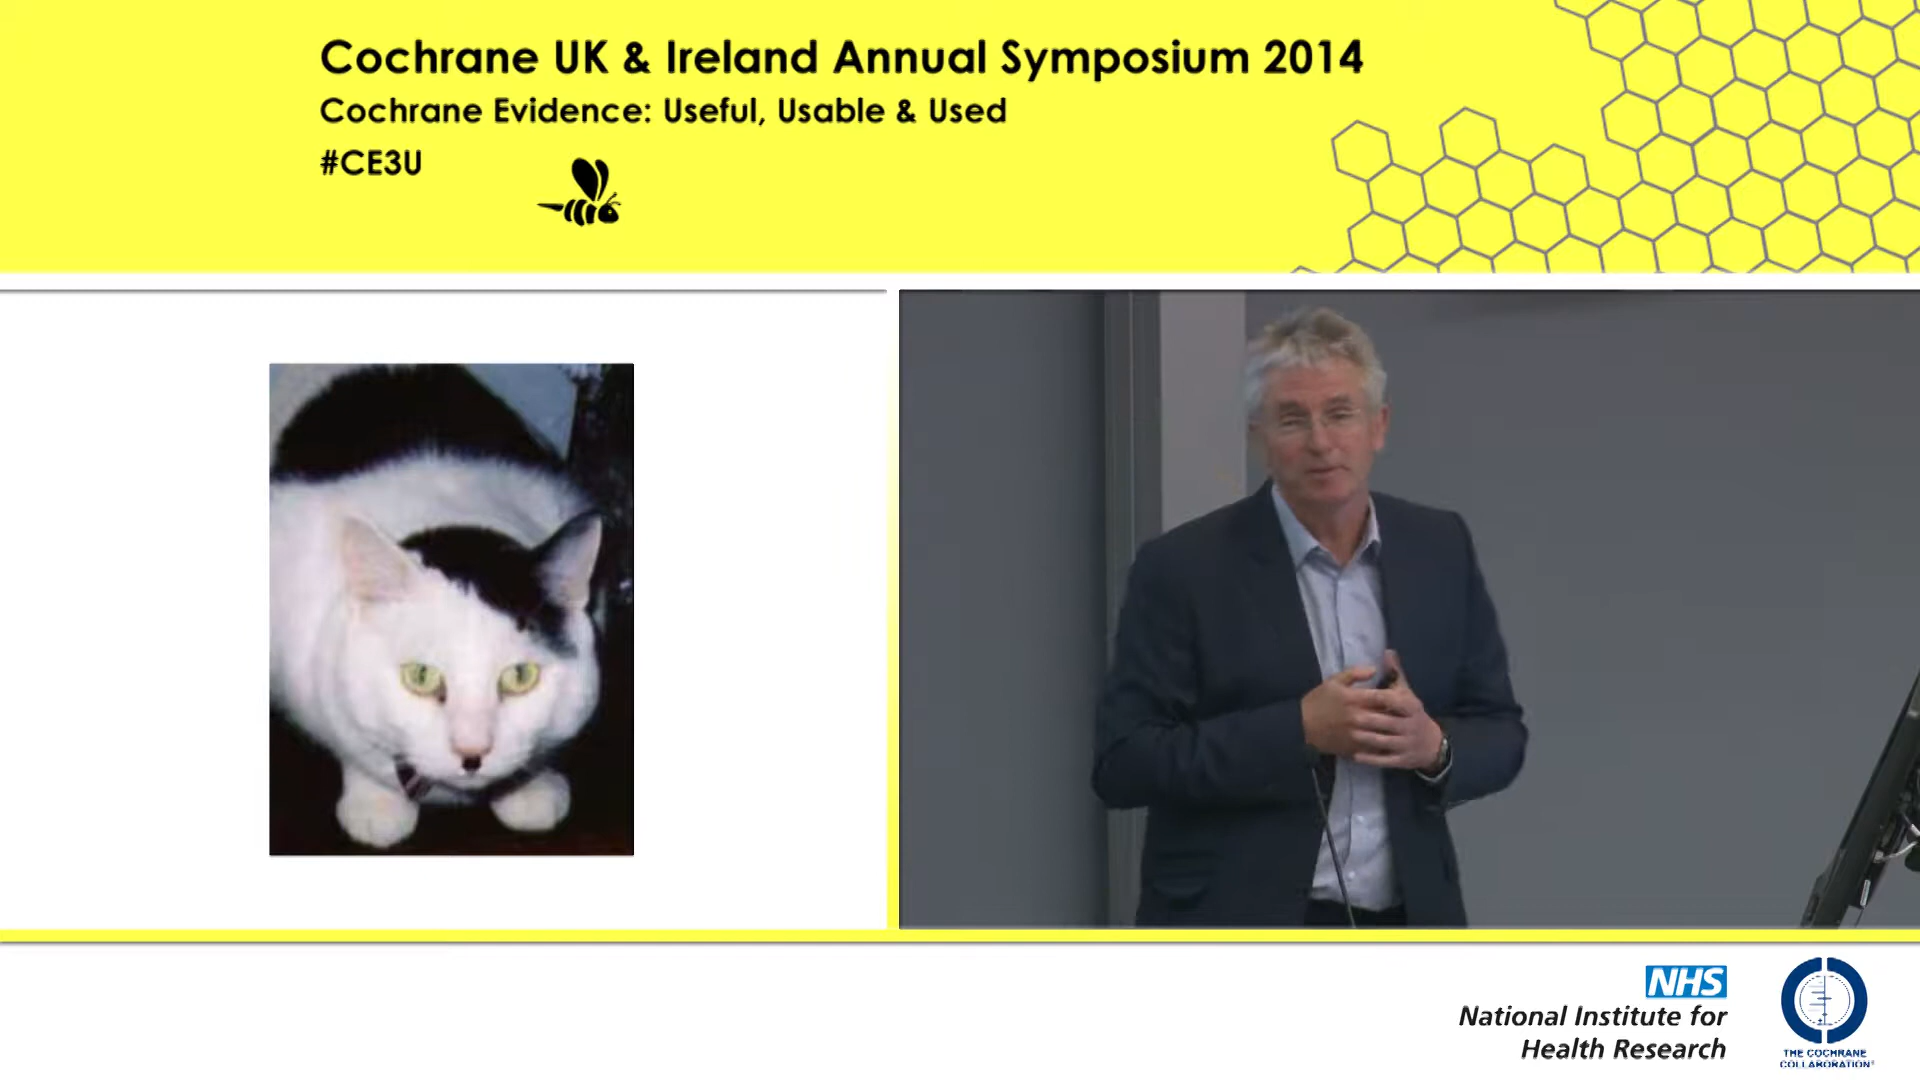 Cochrane UK & Ireland Annual Symposium 2014
Cochrane Evidence: Useful, Usable & Used
#CE3U
NHS
National Institute for
Health Research
THE COCHRANE
COLLABORATION®